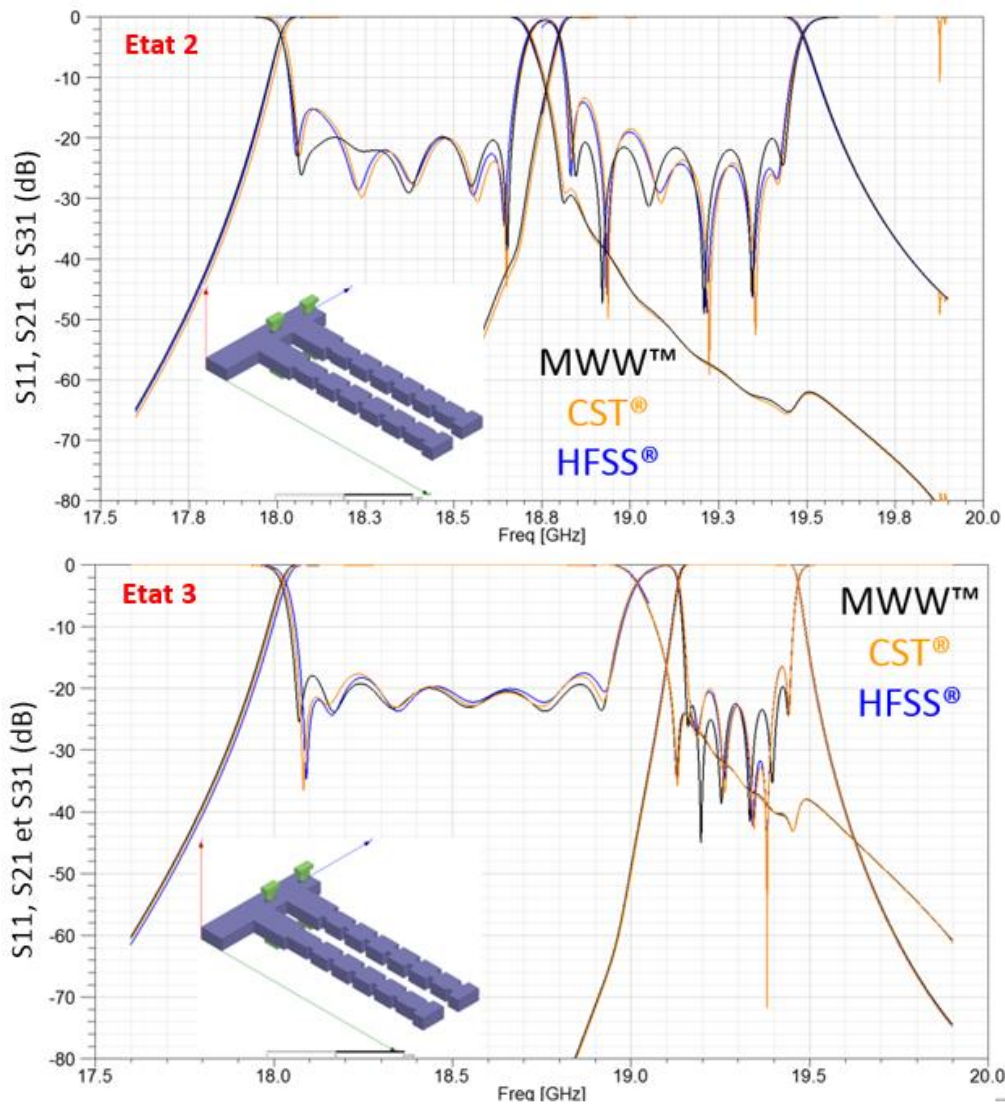 Etat 2
S11, S21 et S31 (dB)
0
-10
-20
-30
-40
-50
-60
-70
-80
MWW™
CST®
HFSS®
17.5 17.8 18.0 18.3 18.5 18.8 19.0 19.3 19.5 19.8 20.0
Freq [GHz]
Etat 3
S11, S21 et S31 (dB)
0
-10
-20
-30
-40
-50
-60
-70
-80
MWW™
CST®
HFSS®
17.5 18.0 18.5 19.0 19.5 20.0
Freq [GHz]